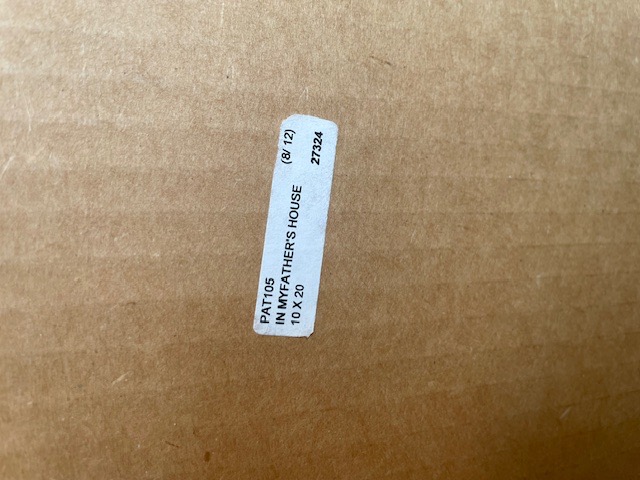 PAT105 (8/ 12)
IN MYFATHER'S HOUSE
10 X 20 27324